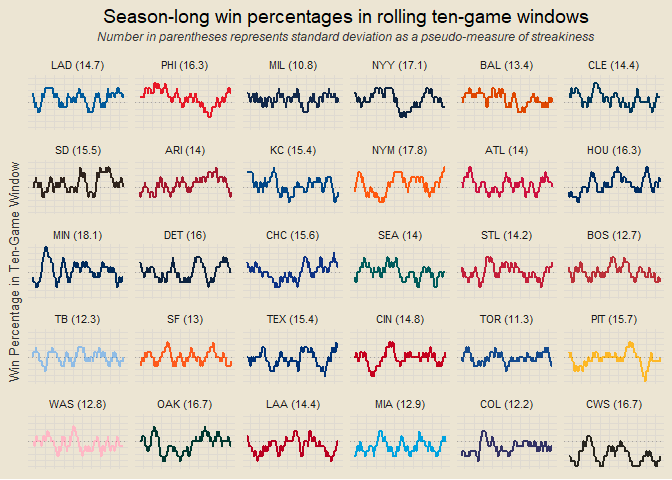 Season-long win percentages in rolling ten-game windows
Number in parentheses represents standard deviation as a pseudo-measure of streakiness
Win Percentage in Ten-Game Window
LAD (14.7) PHI (16.3) MIL (10.8) NYY (17.1) BAL (13.4) CLE (14.4)
SD (15.5) ARI (14) KC (15.4) NYM (17.8) ATL (14) HOU (16.3)
MIN (18.1) DET (16) CHC (15.6) SEA (14) STL (14.2) BOS (12.7)
TB (12.3) SF (13) TEX (15.4) CIN (14.8) TOR (11.3) PIT (15.7)
WAS (12.8) OAK (16.7) LAA (14.4) MIA (12.9) COL (12.2) CWS (16.7)